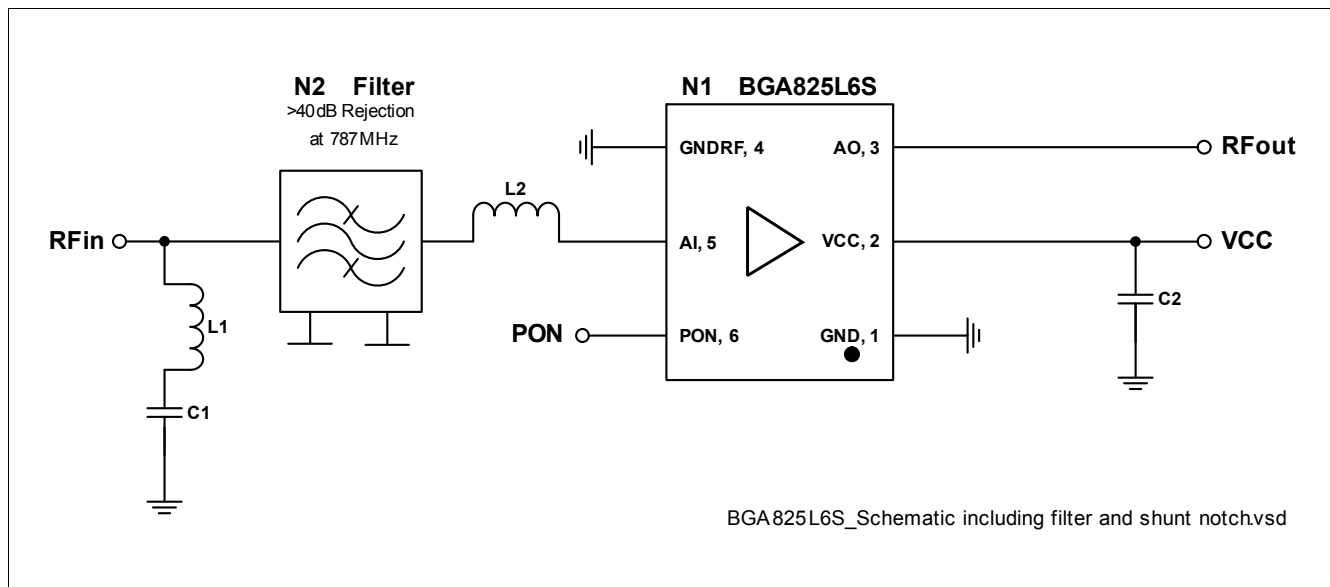 N2 Filter
>40dB Rejection
at 787MHz
N1 BGA825L6S
GNDRF, 4
AO, 3
RFout
L2
RFin
AI, 5
VCC, 2
VCC
L1
C2
PON
PON, 6
GND, 1
C1
BGA825L6S_Schematic including filter and shunt notch.vsd